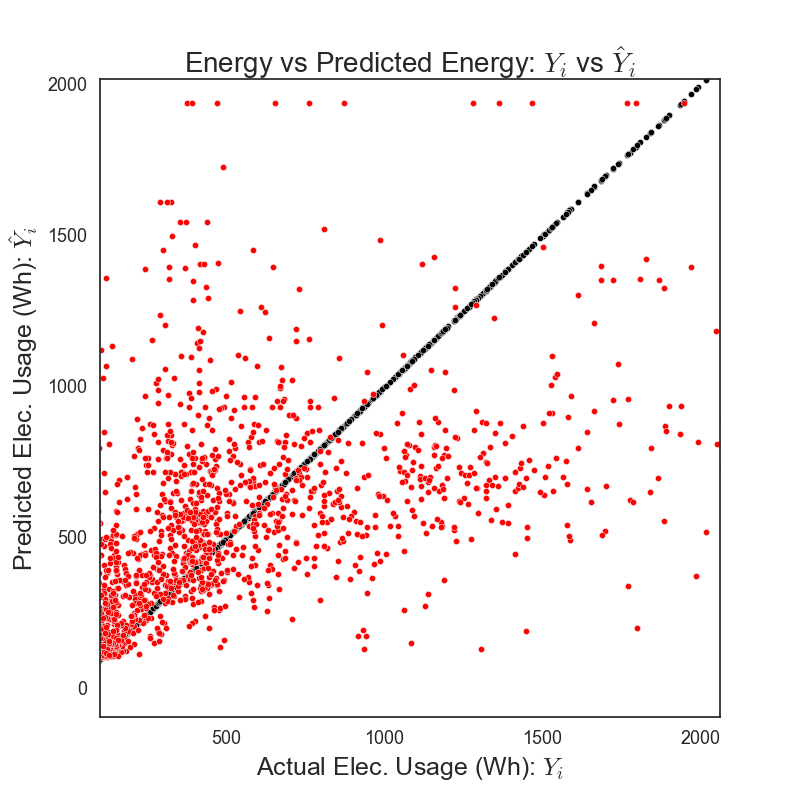 Energy vs Predicted Energy: $Y_i$ vs $\hat{Y}_i$
2000
1500
1000
500
0
Predicted Elec. Usage (Wh): $\hat{Y}_i$
500 1000 1500 2000
Actual Elec. Usage (Wh): $Y_i$